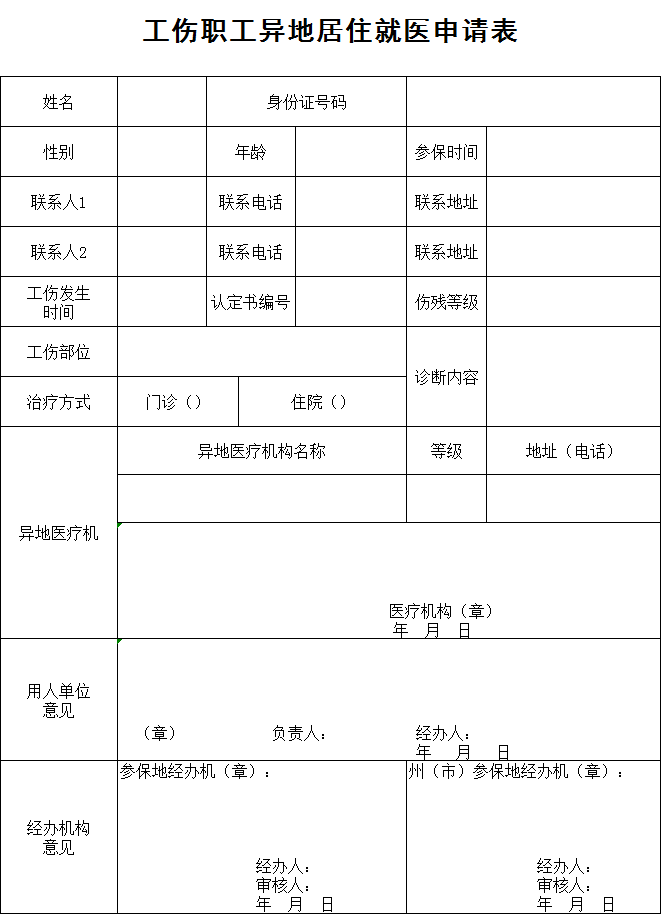 工伤职工异地居住就医申请表
姓名 身份证号码
性别 年龄 参保时间
联系人1 联系电话 联系地址
联系人2 联系电话 联系地址
工伤发生
时间
认定书编号 伤残等级
工伤部位
诊断内容
治疗方式 门诊（） 住院（）
异地医疗机构名称 等级 地址（电话）
异地医疗机
医疗机构（章）
年 月 日
用人单位
意见
（章） 负责人： 经办人：
年 月 日
经办机构
意见
参保地经办机（章）：
经办人：
审核人：
年 月 日
州（市）参保地经办机（章）：
经办人：
审核人：
年 月 日